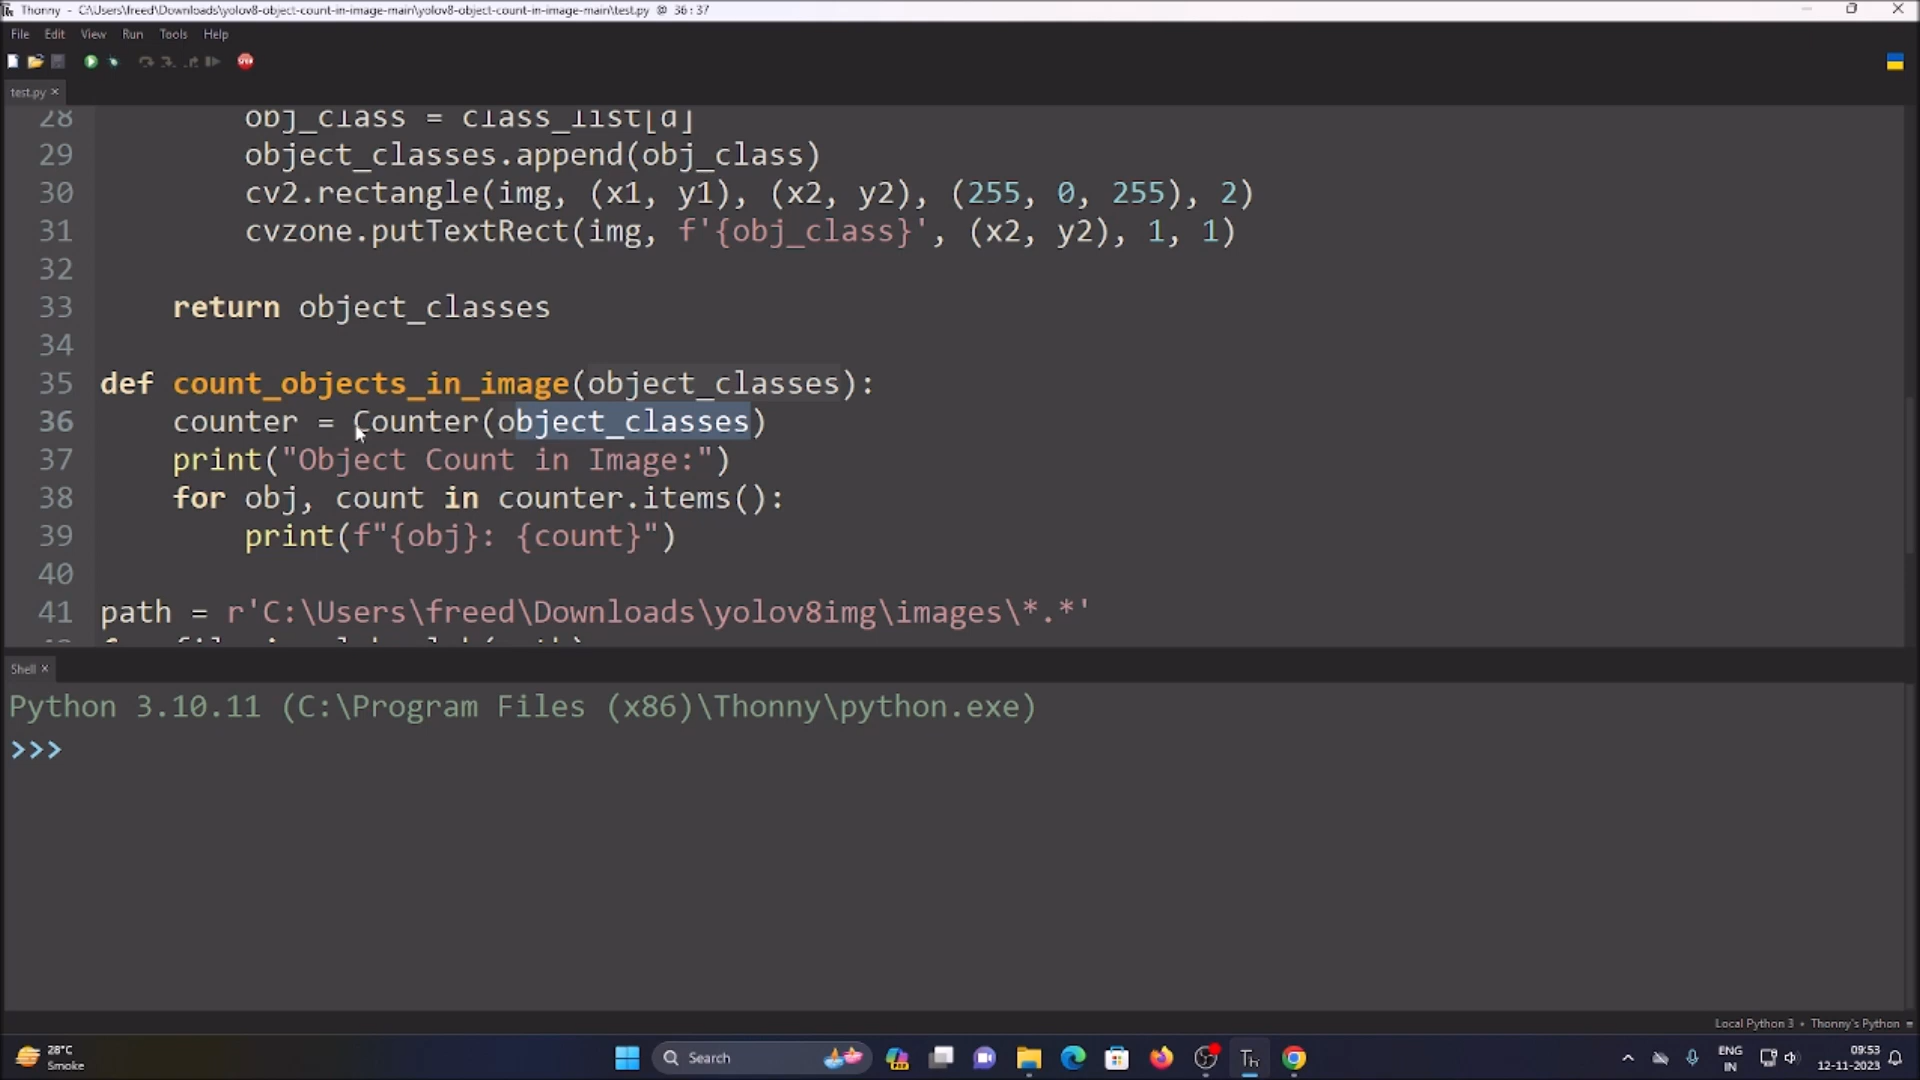 Thonny - C:\Users\freed\Downloads\yolov8-object-count-in-image-main\yolov8-object-count-in-image-main\test.py @ 36:37
File Edit View Run Tools Help
test.py ×
28 obj_class = class_list[d]
29 object_classes.append(obj_class)
30 cv2.rectangle(img, (x1, y1), (x2, y2), (255, 0, 255), 2)
31 cvzone.putTextRect(img, f'{obj_class}', (x2, y2), 1, 1)
32
33 return object_classes
34
35 def count_objects_in_image(object_classes):
36 counter = Counter(object_classes)
37 print("Object Count in Image:")
38 for obj, count in counter.items():
39 print(f"{obj}: {count}")
40
41 path = r'C:\Users\freed\Downloads\yolov8img\images\*.*'
Shell ×
Python 3.10.11 (C:\Program Files (x86)\Thonny\python.exe)
>>>
Local Python 3 • Thonny's Python
28°C
Smoke
Search
ENG
IN
09:53
12-11-2023